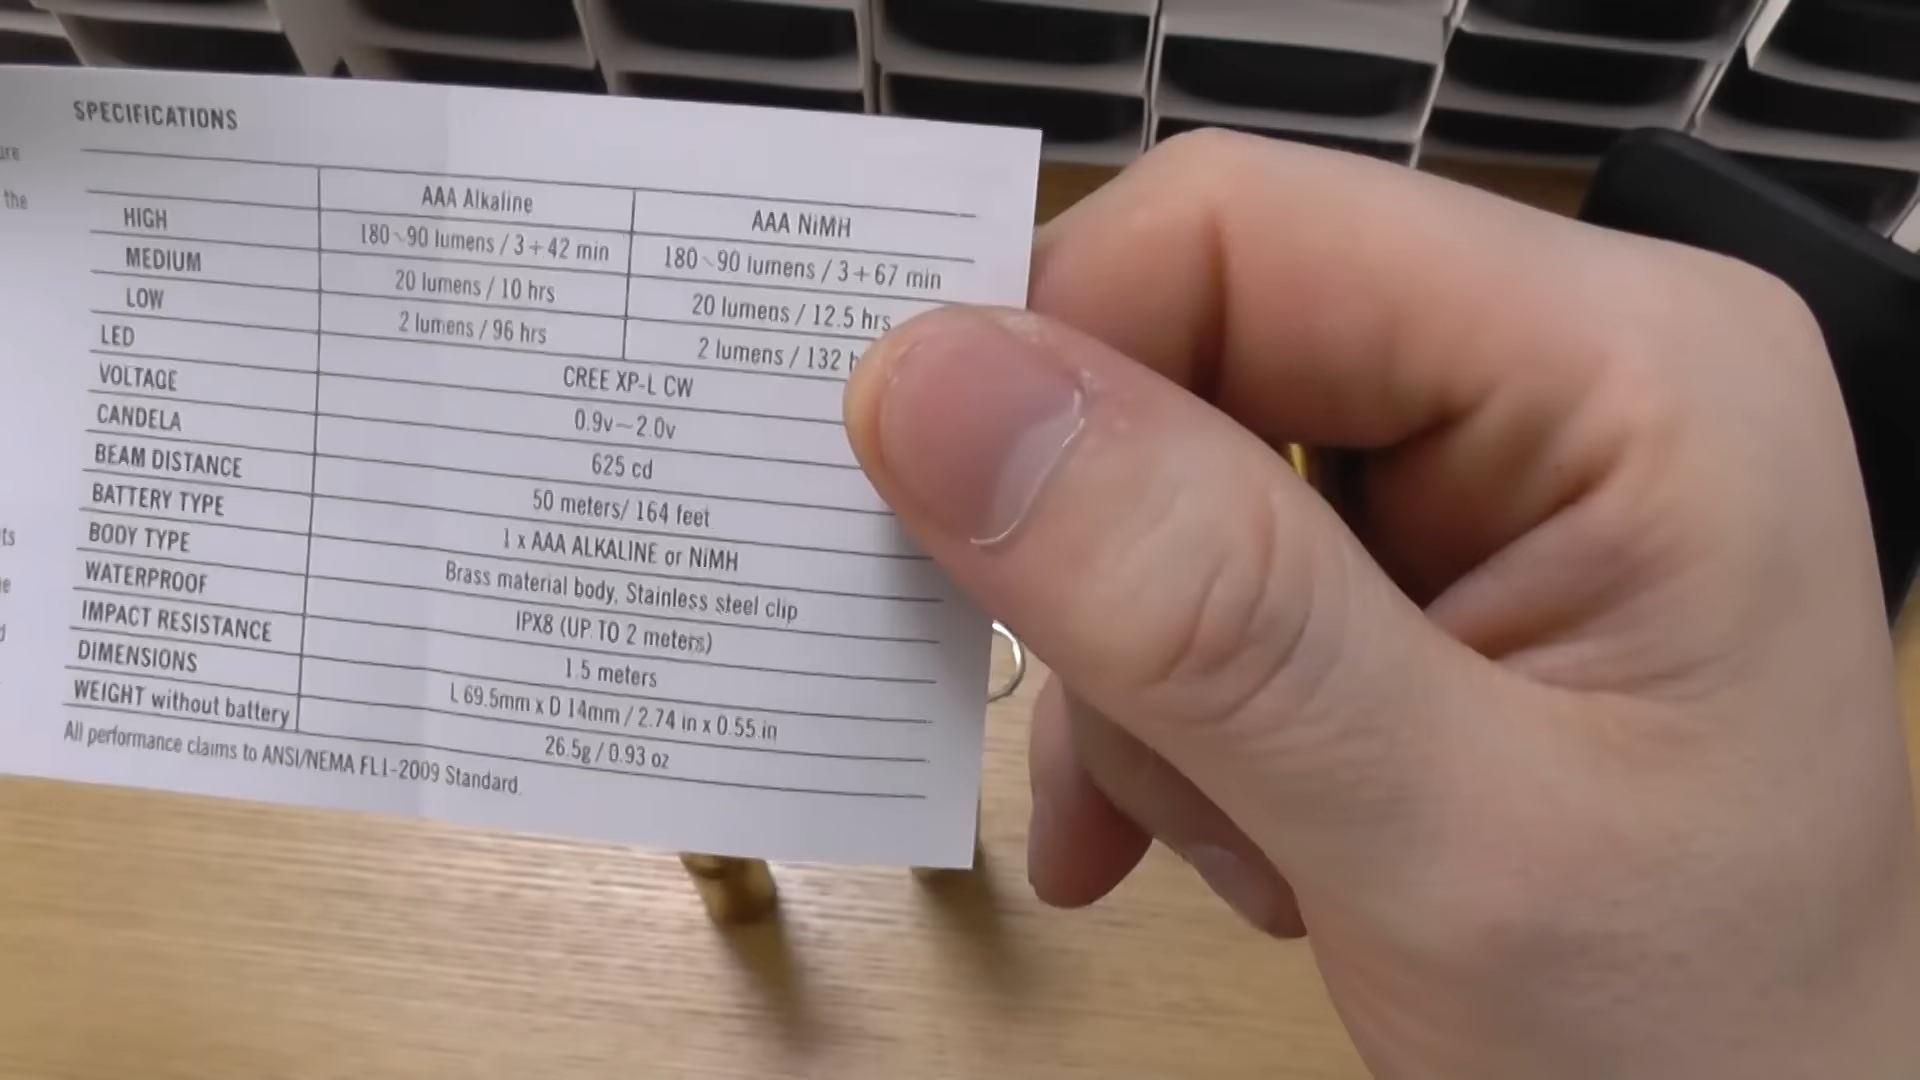 SPECIFICATIONS
AAA Alkaline AAA NiMH
HIGH 180~90 lumens / 3+42 min 180~90 lumens / 3+67 min
MEDIUM 20 lumens / 10 hrs 20 lumens / 12.5 hrs
LOW 2 lumens / 96 hrs 2 lumens / 132 h
LED CREE XP-L CW
VOLTAGE 0.9v~2.0v
CANDELA 625 cd
BEAM DISTANCE 50 meters/ 164 feet
BATTERY TYPE 1 x AAA ALKALINE or NiMH
BODY TYPE Brass material body, Stainless steel clip
WATERPROOF IPX8 (UP TO 2 meters)
IMPACT RESISTANCE 1.5 meters
DIMENSIONS L 69.5mm x D 14mm / 2.74 in x 0.55 in
WEIGHT without battery 26.5g / 0.93 oz
All performance claims to ANSI/NEMA FL1-2009 Standard.
the